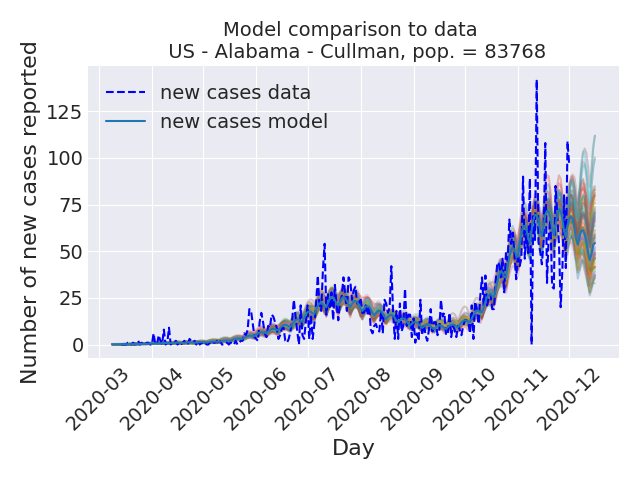 Model comparison to data
US - Alabama - Cullman, pop. = 83768
Number of new cases reported
new cases data
new cases model
125
100
75
50
25
0
2020-03
2020-04
2020-05
2020-06
2020-07
2020-08
2020-09
2020-10
2020-11
2020-12
Day